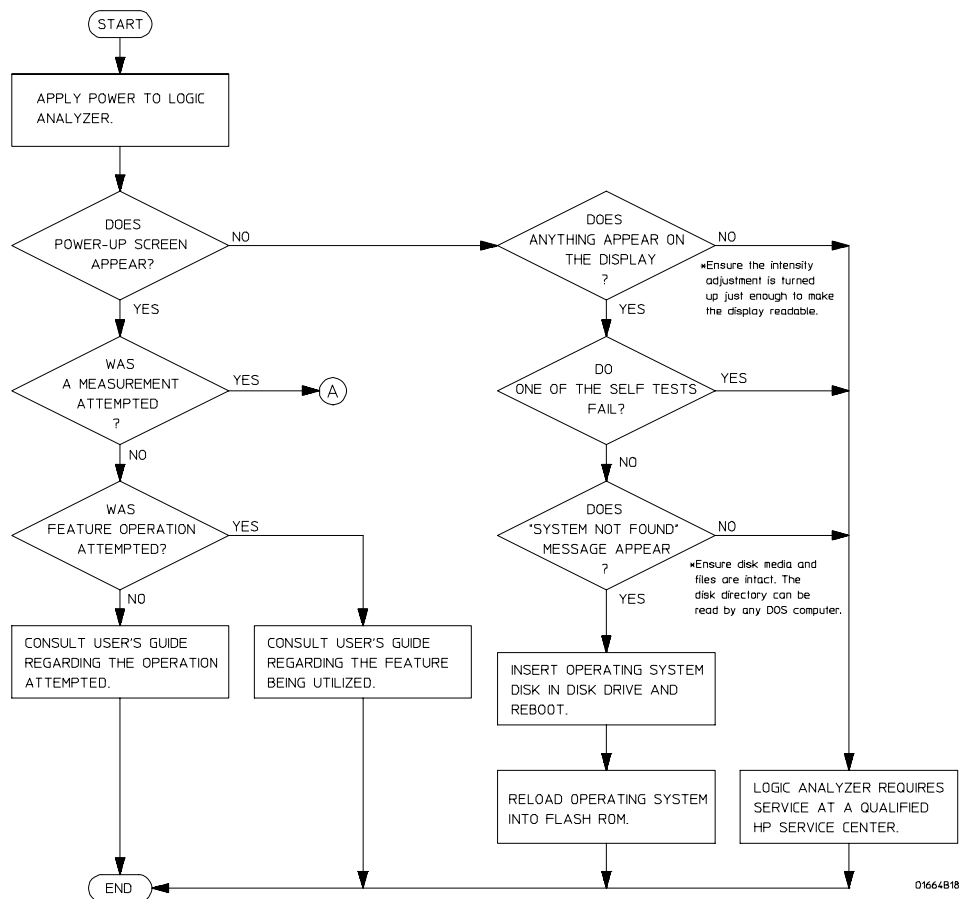 START
APPLY POWER TO LOGIC
ANALYZER.
DOES
POWER-UP SCREEN
APPEAR?
NO
YES
WAS
A MEASUREMENT
ATTEMPTED
?
YES
A
NO
WAS
FEATURE OPERATION
ATTEMPTED?
YES
NO
CONSULT USER'S GUIDE
REGARDING THE OPERATION
ATTEMPTED.
CONSULT USER'S GUIDE
REGARDING THE FEATURE
BEING UTILIZED.
DOES
ANYTHING APPEAR ON
THE DISPLAY
?
NO
*Ensure the intensity
adjustment is turned
up just enough to make
the display readable.
YES
DO
ONE OF THE SELF TESTS
FAIL?
YES
NO
DOES
"SYSTEM NOT FOUND"
MESSAGE APPEAR
?
NO
*Ensure disk media and
files are intact. The
disk directory can be
read by any DOS computer.
YES
INSERT OPERATING SYSTEM
DISK IN DISK DRIVE AND
REBOOT.
RELOAD OPERATING SYSTEM
INTO FLASH ROM.
LOGIC ANALYZER REQUIRES
SERVICE AT A QUALIFIED
HP SERVICE CENTER.
END
01664B18